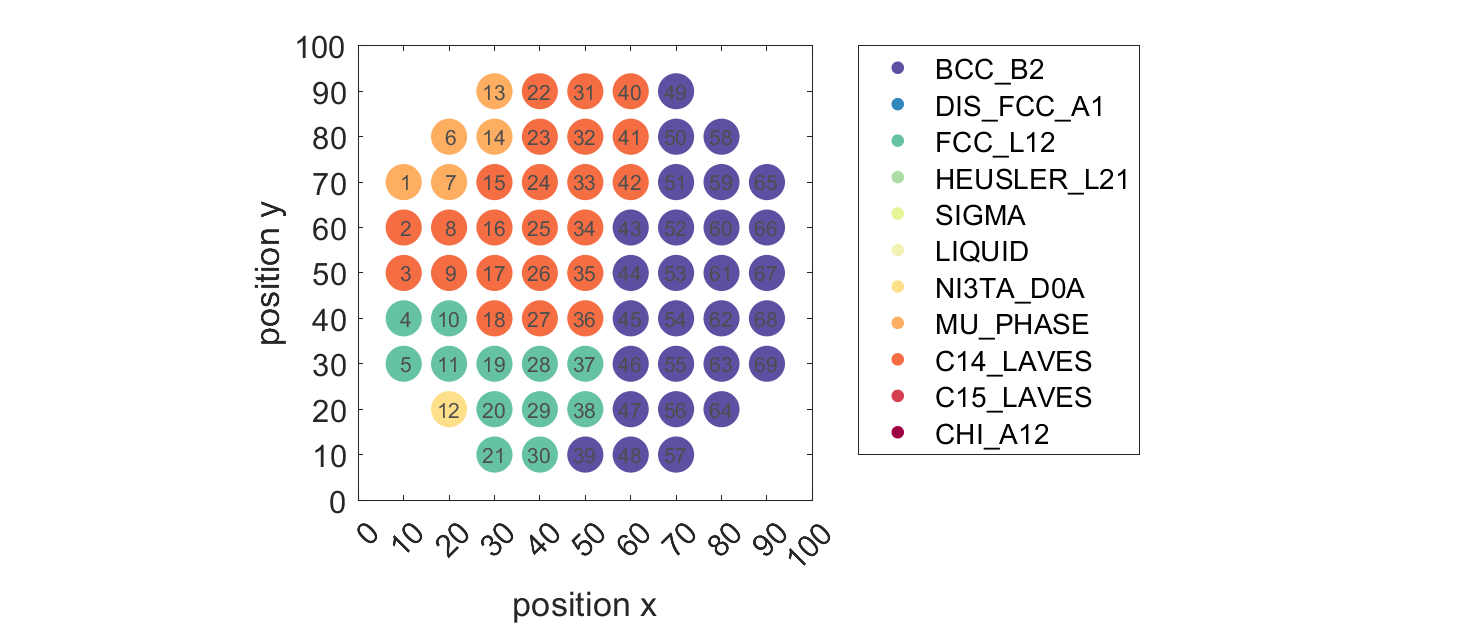 100
90 13 22 31 40 49
80 6 14 23 32 41 50 58
70 1 7 15 24 33 42 51 59 65
60 2 8 16 25 34 43 52 60 66
50 3 9 17 26 35 44 53 61 67
40 4 10 18 27 36 45 54 62 68
30 5 11 19 28 37 46 55 63 69
20 12 20 29 38 47 56 64
10 21 30 39 48 57
0
0 10 20 30 40 50 60 70 80 90 100
position x
position y
BCC_B2
DIS_FCC_A1
FCC_L12
HEUSLER_L21
SIGMA
LIQUID
NI3TA_D0A
MU_PHASE
C14_LAVES
C15_LAVES
CHI_A12